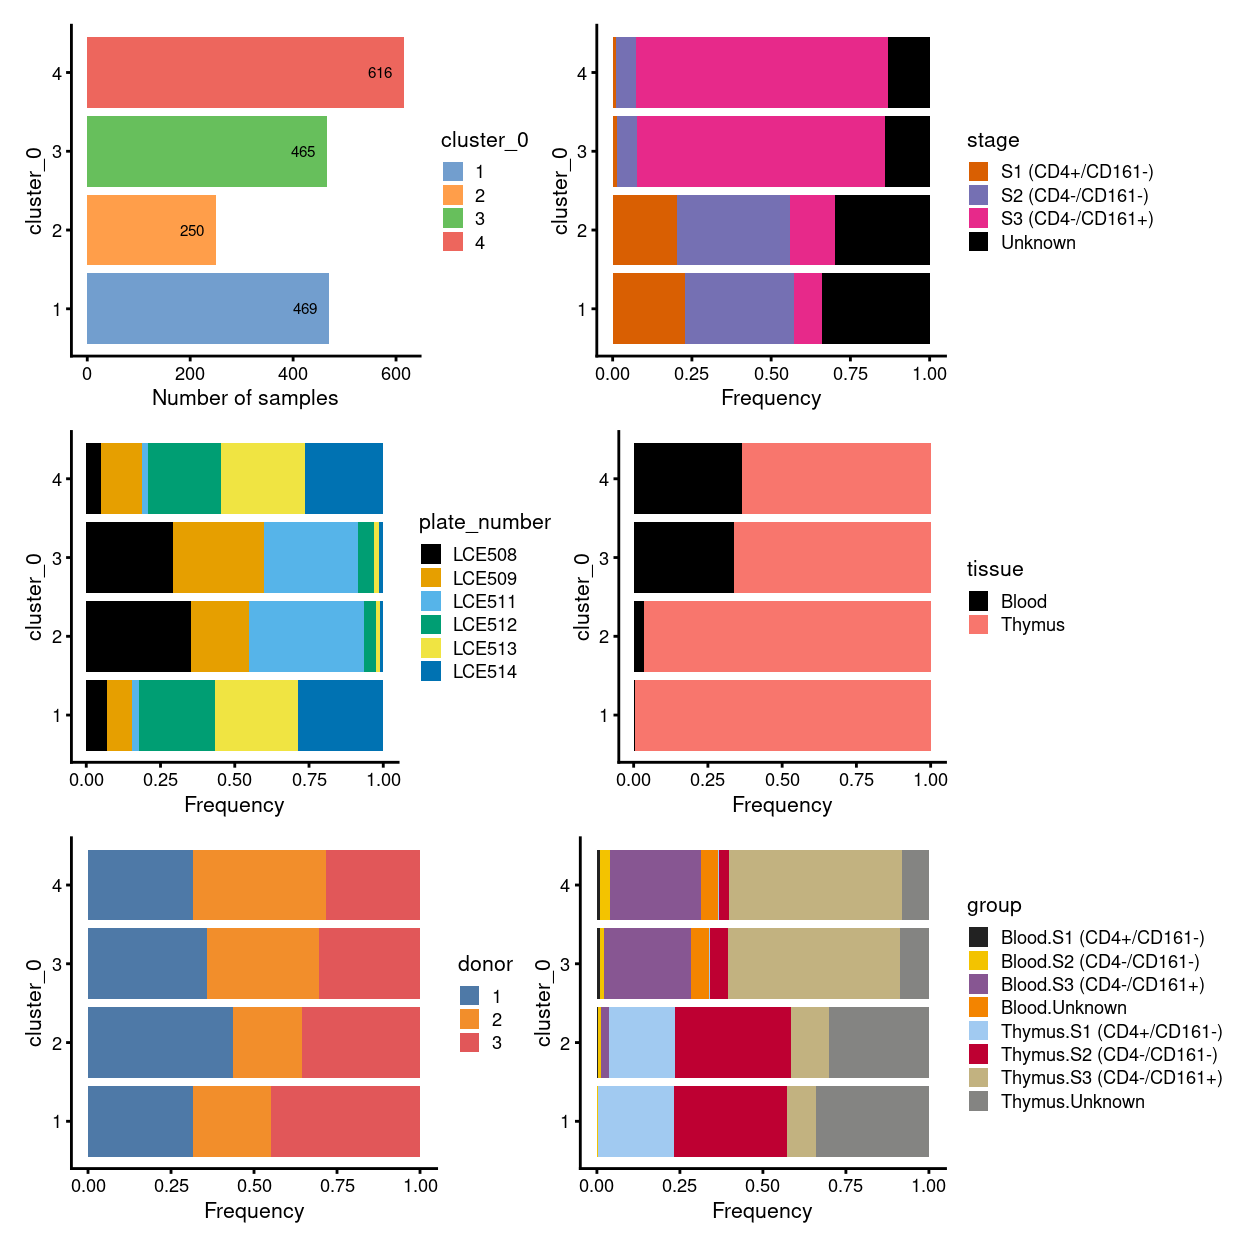 cluster_0
4
3
2
1
616
465
250
469
0
200
400
600
Number of samples
cluster_0
1
2
3
4
cluster_0
4
3
2
1
0.00
0.25
0.50
0.75
1.00
Frequency
stage
S1 (CD4+/CD161-)
S2 (CD4-/CD161-)
S3 (CD4-/CD161+)
Unknown
cluster_0
4
3
2
1
0.00
0.25
0.50
0.75
1.00
Frequency
plate_number
LCE508
LCE509
LCE511
LCE512
LCE513
LCE514
cluster_0
4
3
2
1
0.00
0.25
0.50
0.75
1.00
Frequency
tissue
Blood
Thymus
cluster_0
4
3
2
1
0.00
0.25
0.50
0.75
1.00
Frequency
donor
1
2
3
cluster_0
4
3
2
1
0.00
0.25
0.50
0.75
1.00
Frequency
group
Blood.S1 (CD4+/CD161-)
Blood.S2 (CD4-/CD161-)
Blood.S3 (CD4-/CD161+)
Blood.Unknown
Thymus.S1 (CD4+/CD161-)
Thymus.S2 (CD4-/CD161-)
Thymus.S3 (CD4-/CD161+)
Thymus.Unknown